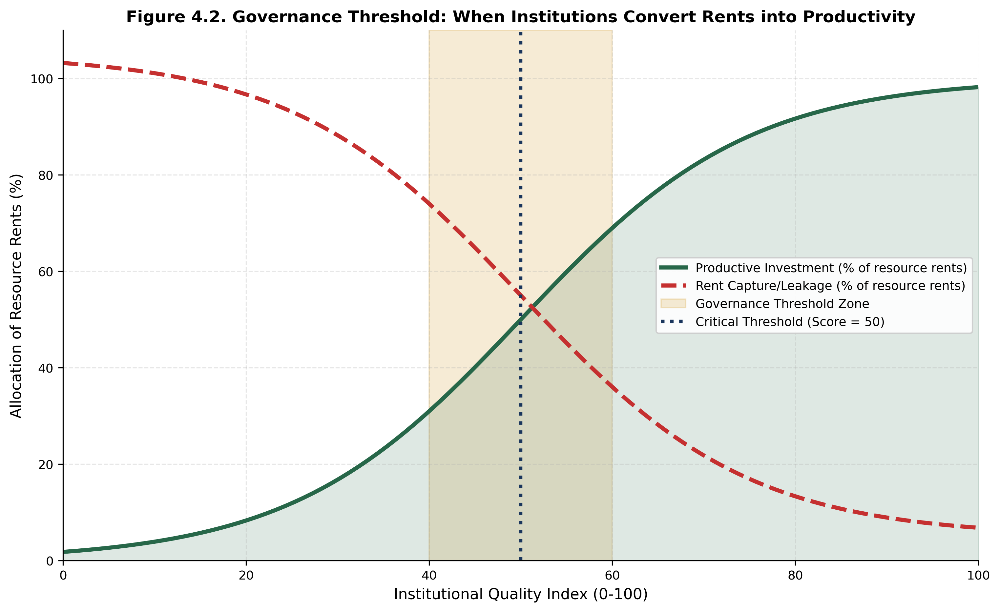 Figure 4.2. Governance Threshold: When Institutions Convert Rents into Productivity
Allocation of Resource Rents (%)
100
80
60
40
20
0
Productive Investment (% of resource rents)
Rent Capture/Leakage (% of resource rents)
Governance Threshold Zone
Critical Threshold (Score = 50)
0 20 40 60 80 100
Institutional Quality Index (0-100)